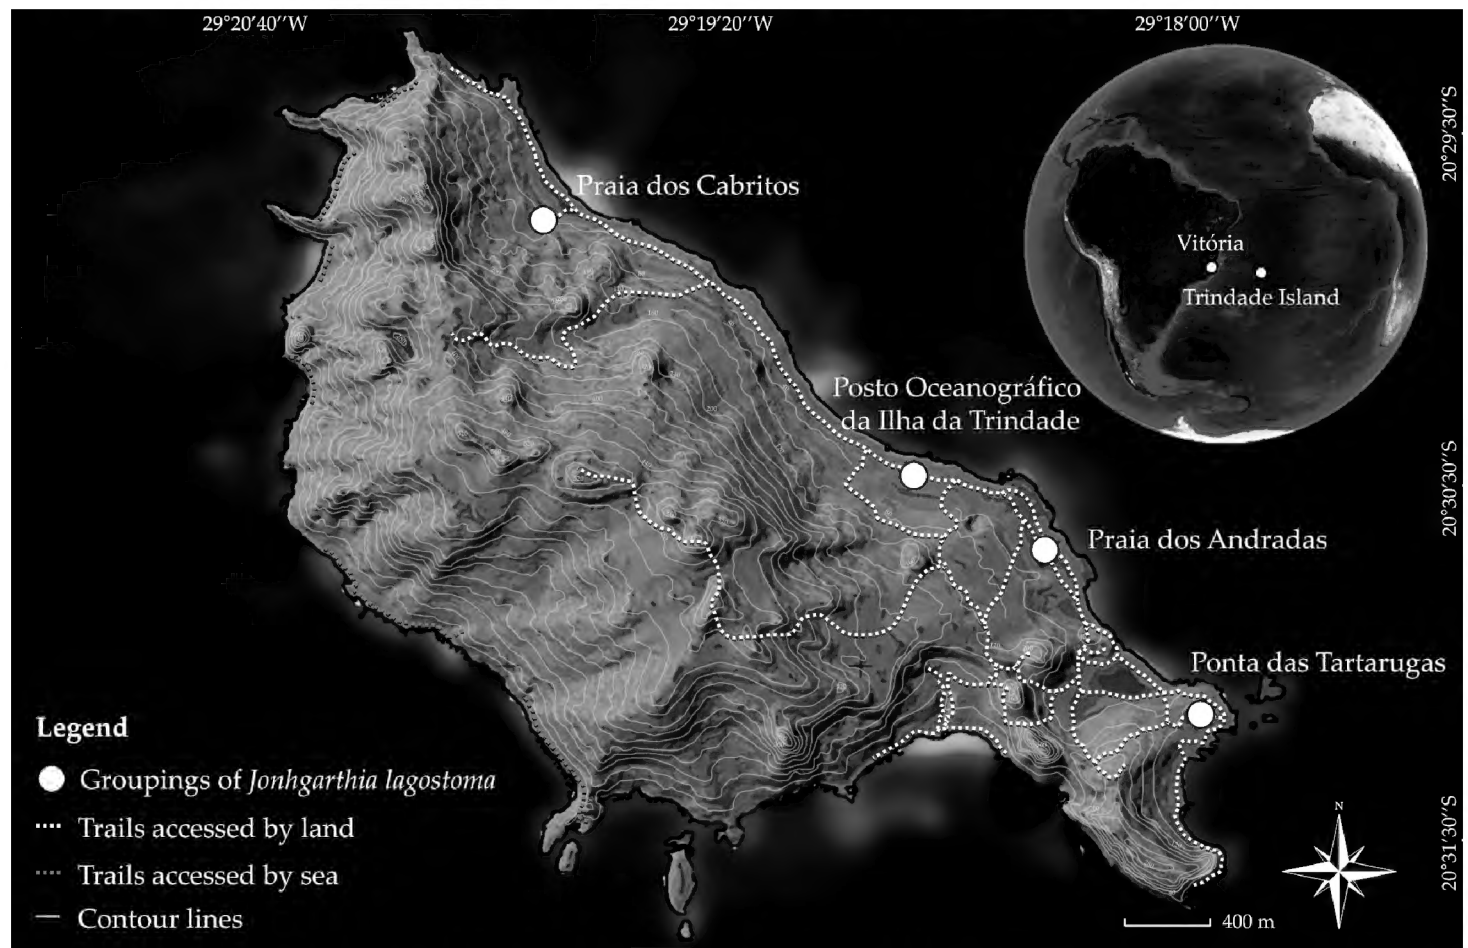 29°20'40''W
29°19'20''W
29°18'00''W
20°29'30''S
20°30'30''S
20°31'30''S
Praia dos Cabritos
Vitória
Trindade Island
Posto Oceanográfico
da Ilha da Trindade
Praia dos Andradas
Ponta das Tartarugas
Legend
Groupings of Jonhgarthia lagostoma
Trails accessed by land
Trails accessed by sea
Contour lines
N
400 m